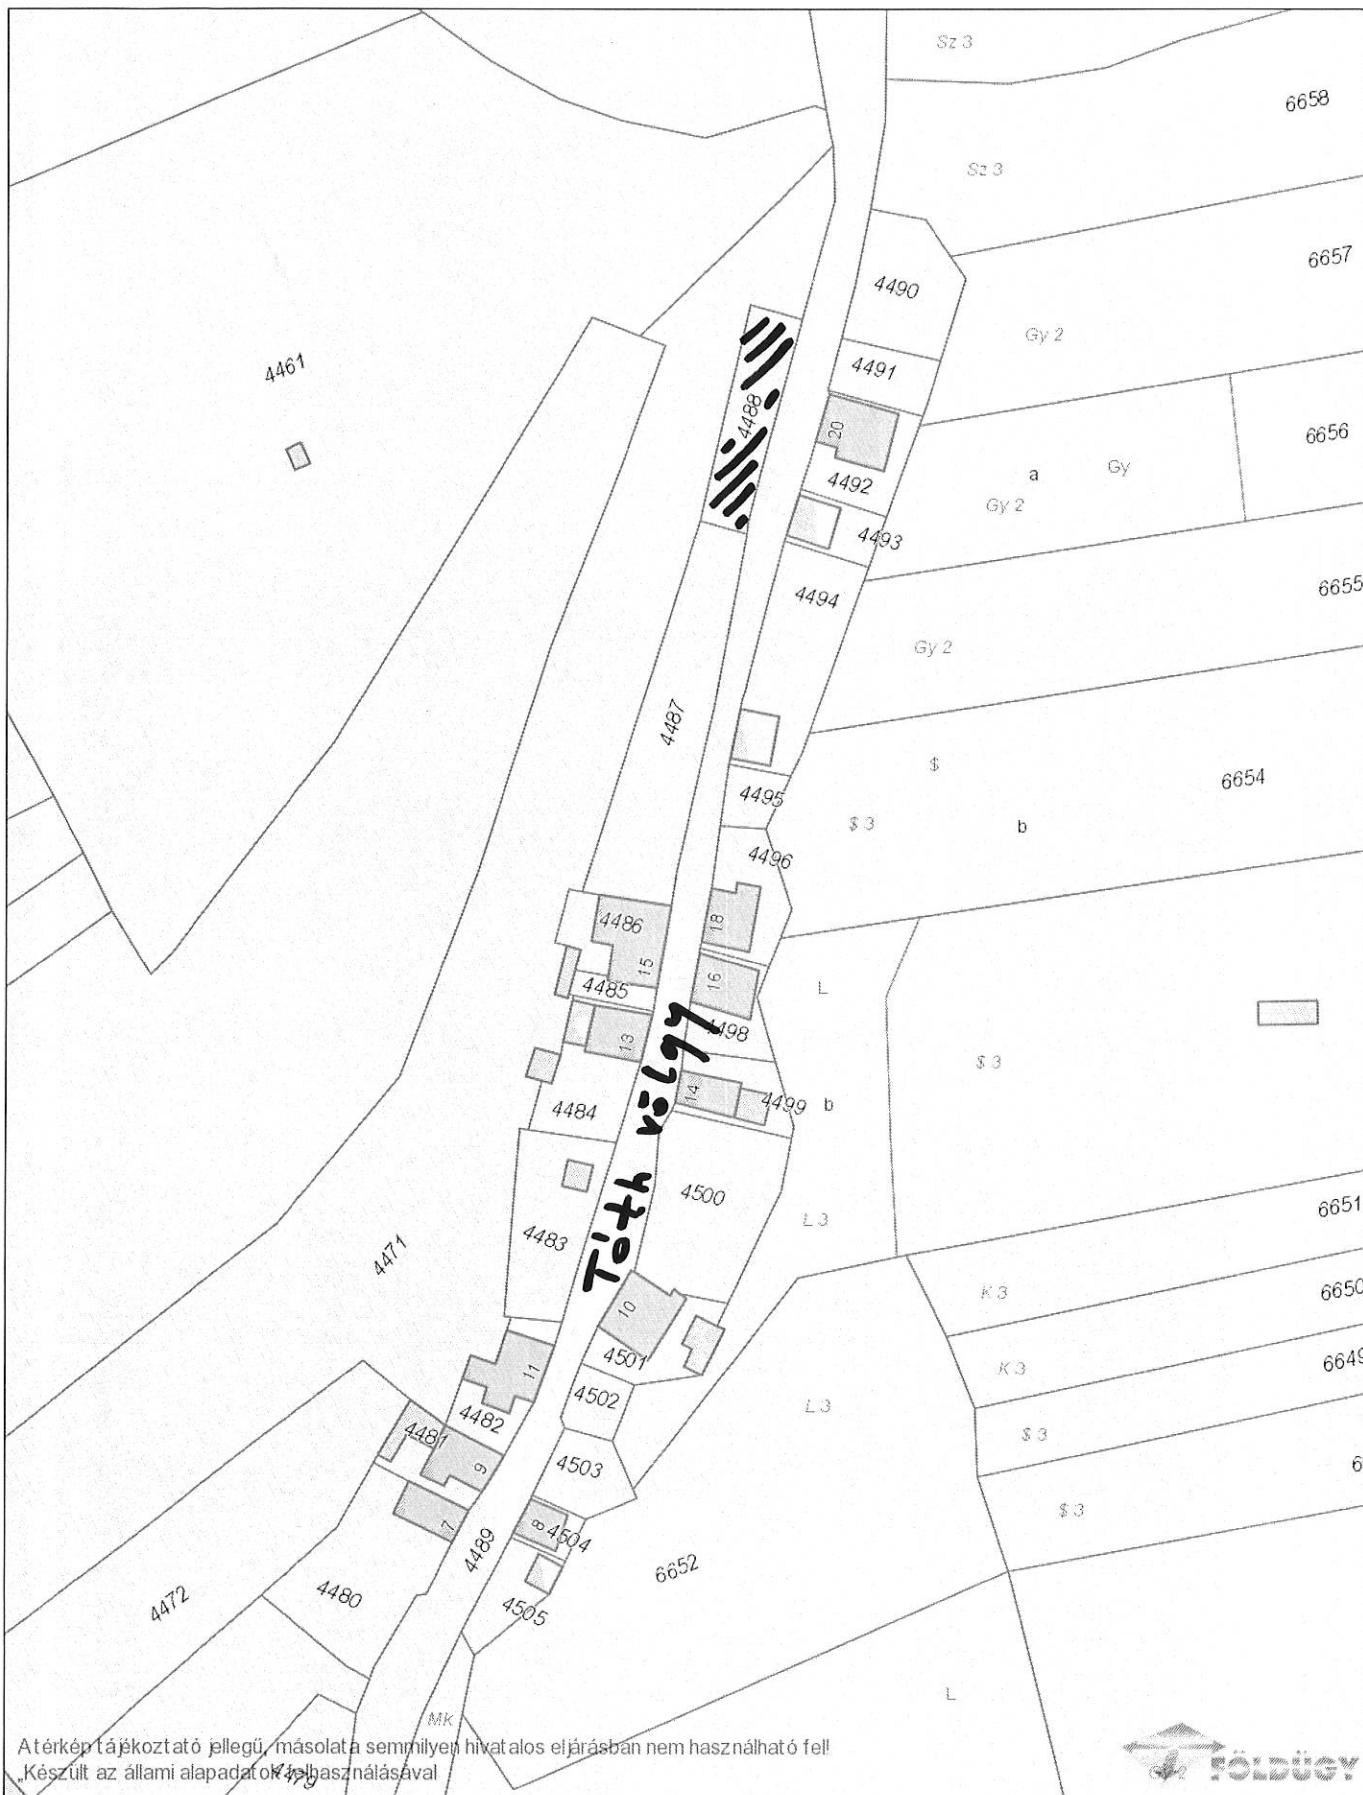 Sz 3
6658
Sz 3
6657
4490
Gy 2
4491
4461
4488
20
6656
a
Gy
Gy 2
4492
4493
6655
4494
Gy 2
4487
$
6654
4495
$ 3
b
4496
4486
18
15
16
L
4485
4498
13
$ 3
14
4499
b
4484
Tóth völgy
4500
6651
L 3
4483
4471
K 3
6650
10
4501
6649
K 3
11
4502
L 3
4482
4481
$ 3
4503
9
6
$ 3
7
8
4504
4489
6652
4472
4480
4505
L
MK
A térkép tájékoztató jellegű, másolata semmilyen hivatalos eljárásban nem használható fel!
„Készült az állami alapadatok felhasználásával
4479
FÖLDÜGY